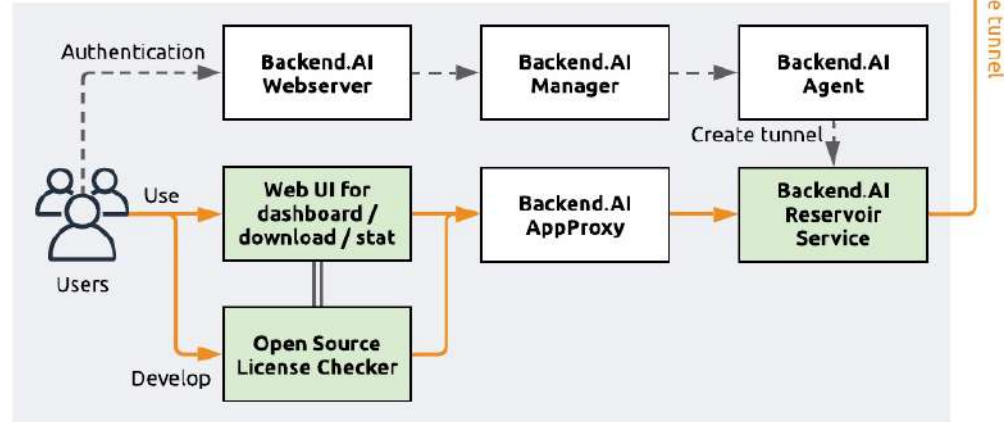 Authentication
Backend.AI
Webserver
Backend.AI
Manager
Backend.AI
Agent
Create tunnel
Use
Web UI for
dashboard /
download / stat
Backend.AI
AppProxy
Backend.AI
Reservoir
Service
Users
Open Source
License Checker
Develop
tunnel